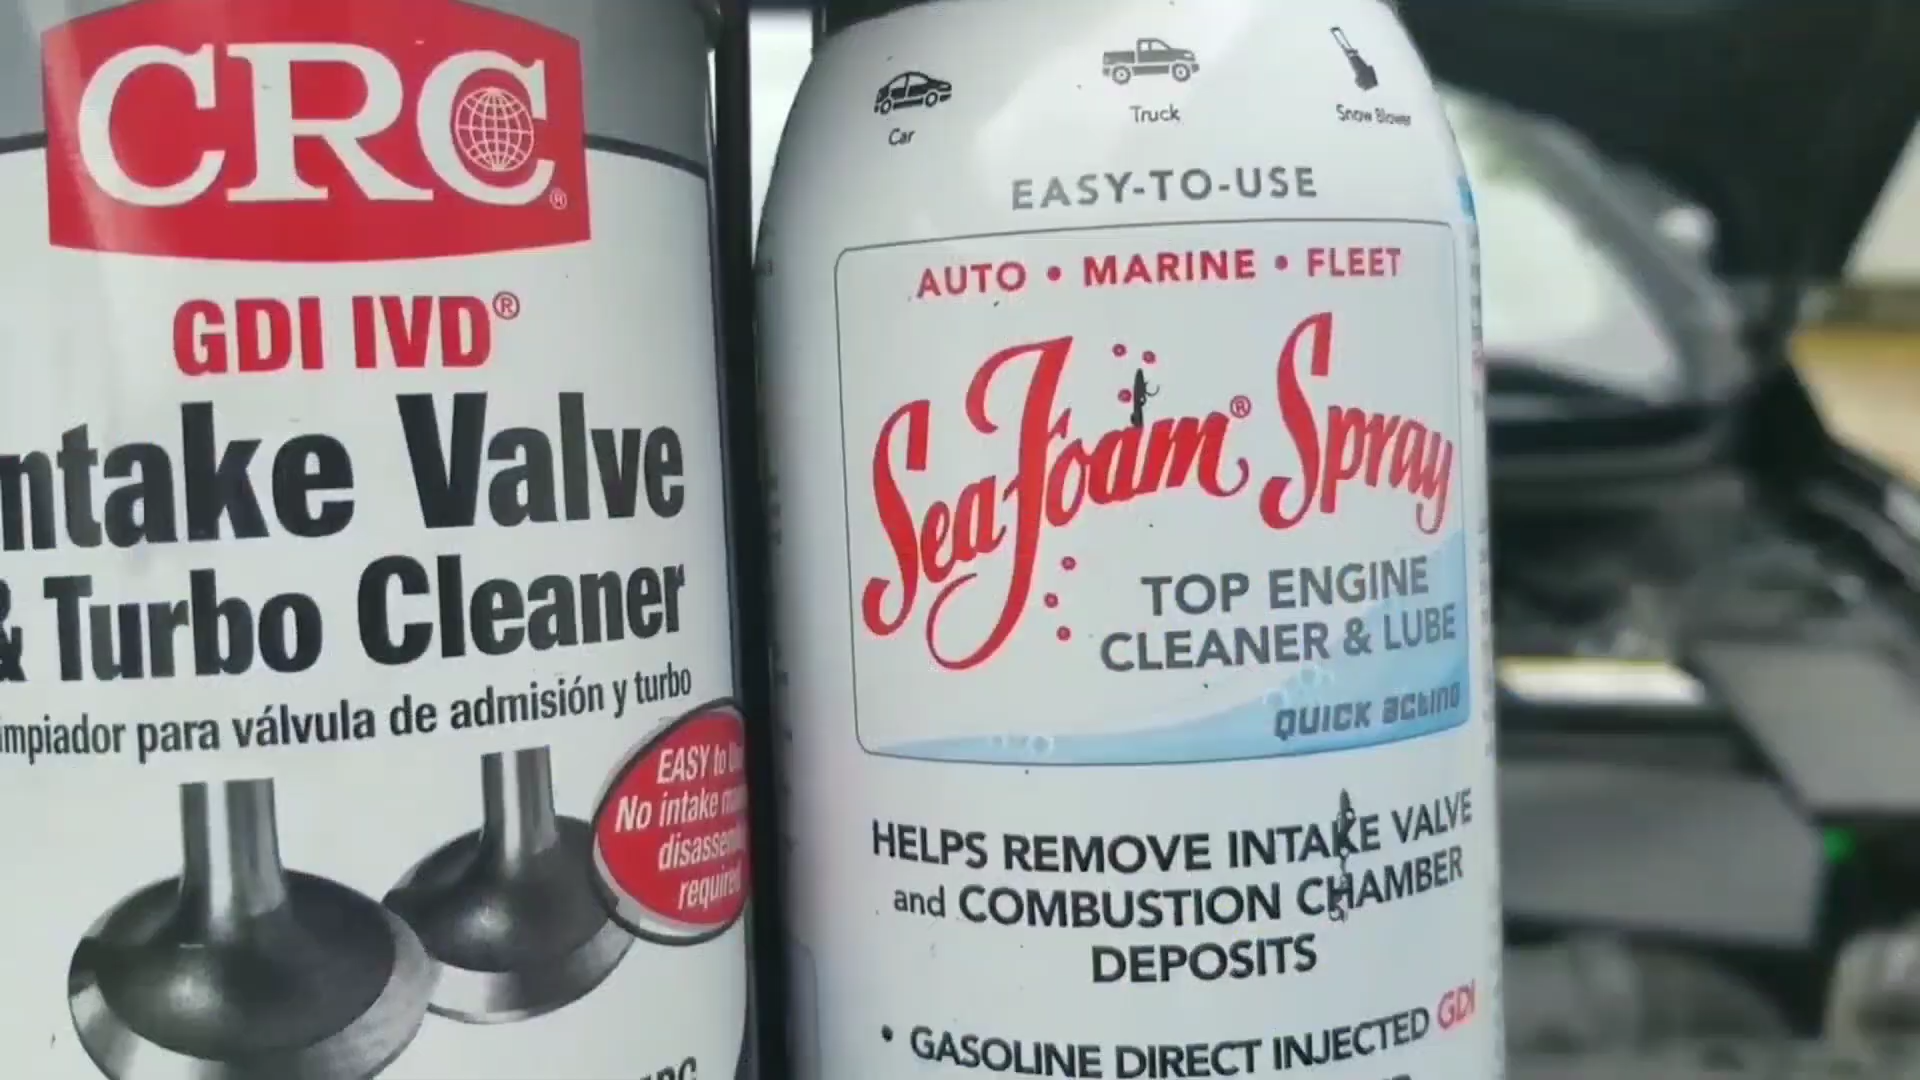 CRC®
GDI IVD®
ntake Valve
& Turbo Cleaner
impiador para válvula de admisión y turbo
EASY to
No intake
required
Car
Truck
Snow Blower
EASY-TO-USE
AUTO • MARINE • FLEET
SeaFoam® Spray
TOP ENGINE
CLEANER & LUBE
QUICK ACTING
HELPS REMOVE INTAKE VALVE
and COMBUSTION CHAMBER
DEPOSITS
• GASOLINE DIRECT INJECTED GDI